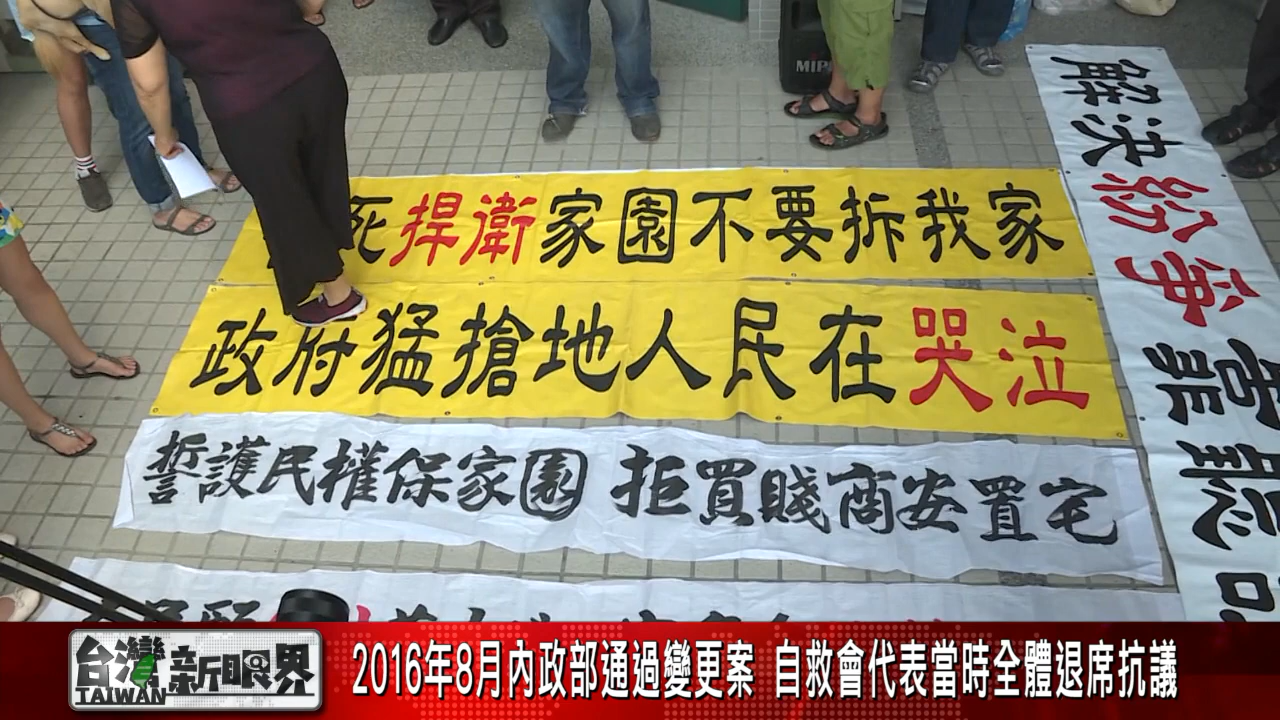 死捍衛家園不要拆我家
政府猛搶地人民在哭泣
誓護民權保家園 拒買賤商安置宅
解決紛爭
MIP
台灣新眼界
TAIWAN
2016年8月內政部通過變更案 自救會代表當時全體退席抗議